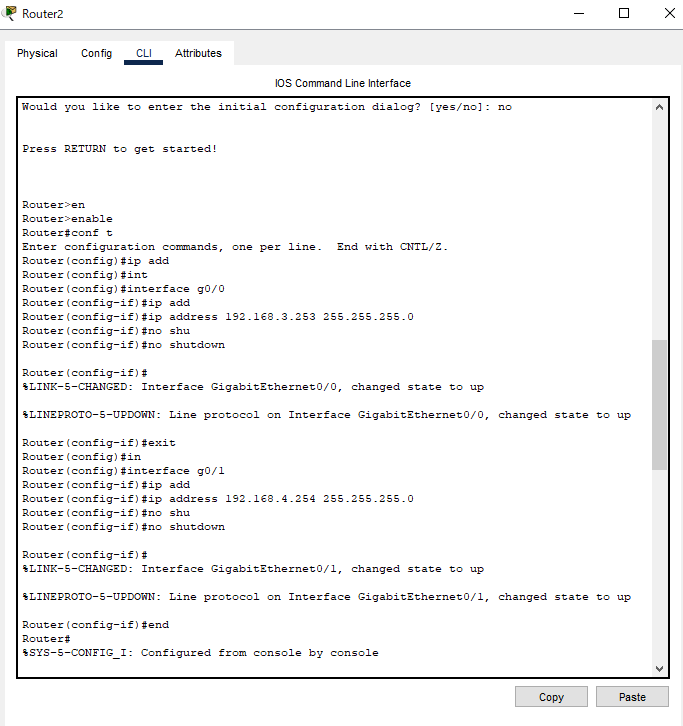 Router2
Physical Config CLI Attributes
IOS Command Line Interface
Would you like to enter the initial configuration dialog? [yes/no]: no
Press RETURN to get started!
Router>en
Router>enable
Router#conf t
Enter configuration commands, one per line.  End with CNTL/Z.
Router(config)#ip add
Router(config)#int
Router(config)#interface g0/0
Router(config-if)#ip add
Router(config-if)#ip address 192.168.3.253 255.255.255.0
Router(config-if)#no shu
Router(config-if)#no shutdown
Router(config-if)#
%LINK-5-CHANGED: Interface GigabitEthernet0/0, changed state to up
%LINEPROTO-5-UPDOWN: Line protocol on Interface GigabitEthernet0/0, changed state to up
Router(config-if)#exit
Router(config)#in
Router(config)#interface g0/1
Router(config-if)#ip add
Router(config-if)#ip address 192.168.4.254 255.255.255.0
Router(config-if)#no shu
Router(config-if)#no shutdown
Router(config-if)#
%LINK-5-CHANGED: Interface GigabitEthernet0/1, changed state to up
%LINEPROTO-5-UPDOWN: Line protocol on Interface GigabitEthernet0/1, changed state to up
Router(config-if)#end
Router#
%SYS-5-CONFIG_I: Configured from console by console
Copy Paste